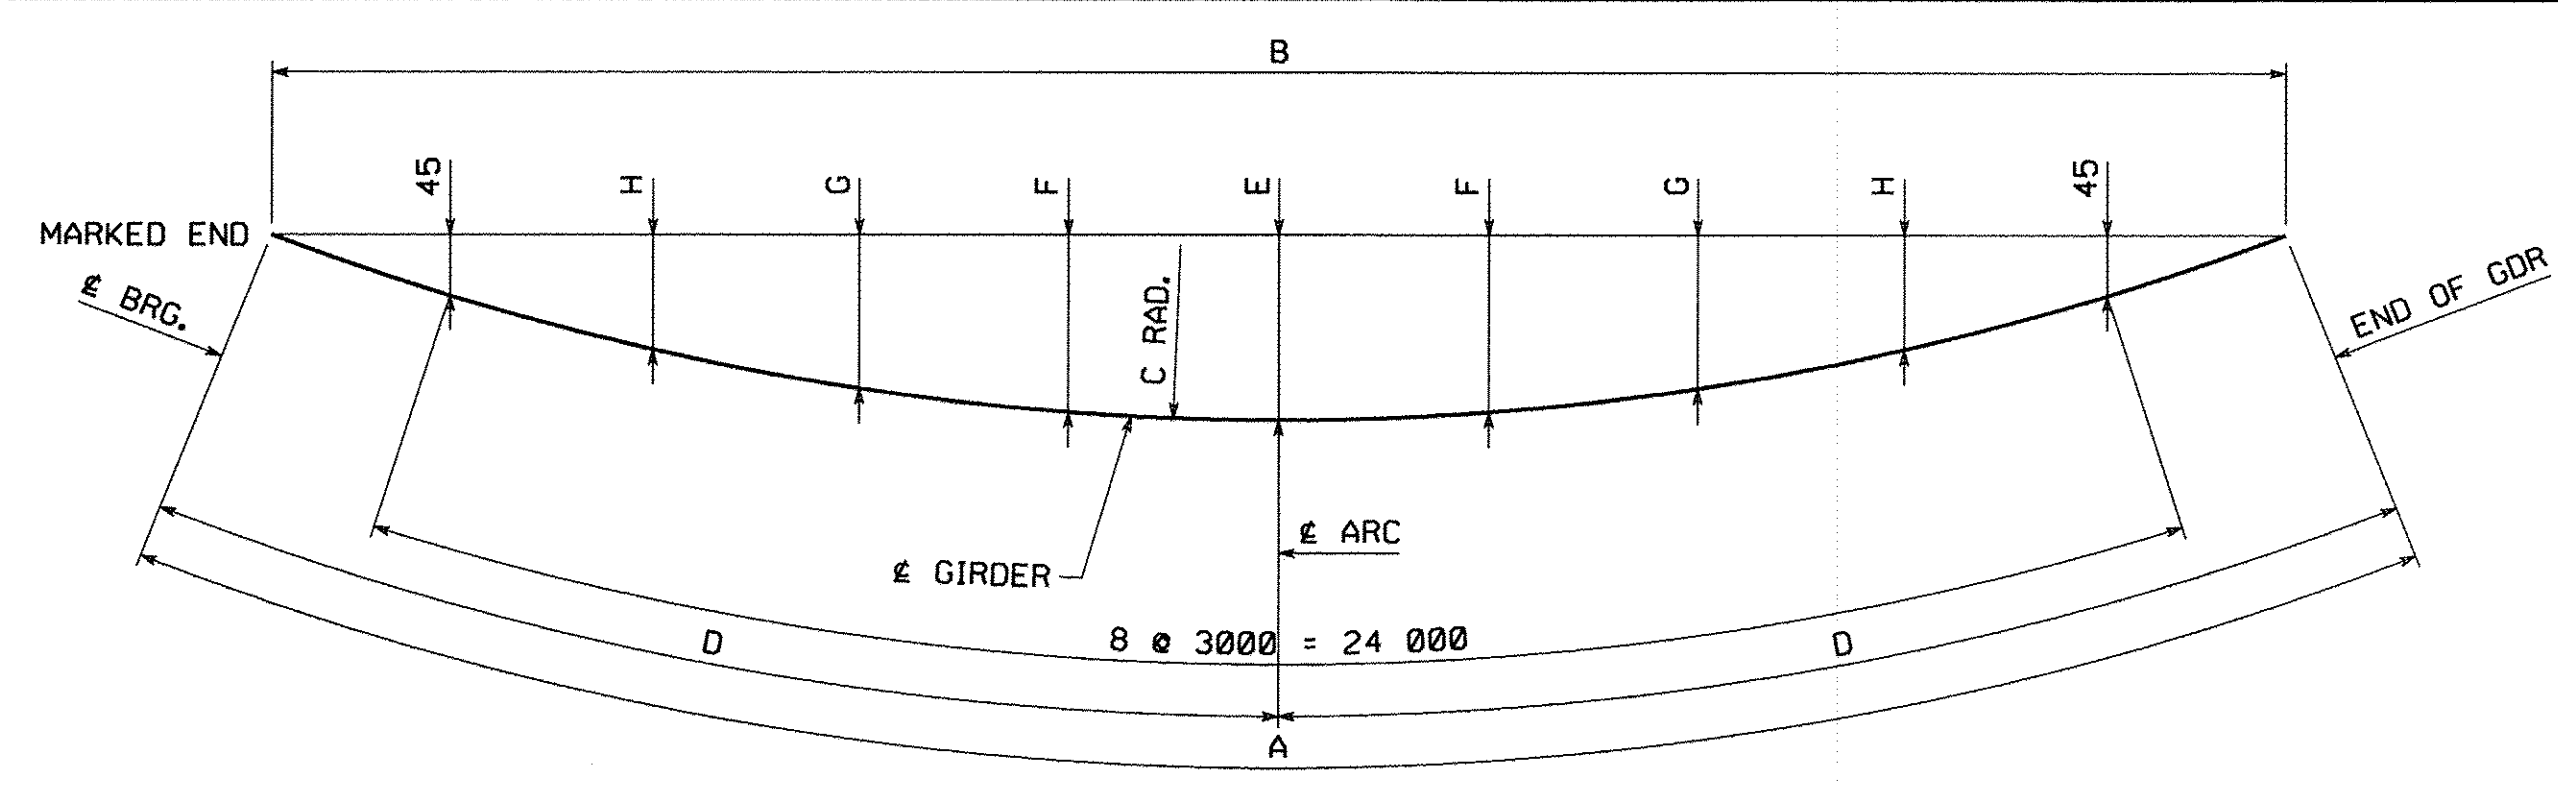 B
45
H
G
F
E
F
G
H
45
MARKED END
℄ BRG.
C RAD.
END OF GDR
℄ ARC
℄ GIRDER
D
8 @ 3000 = 24 000
D
A